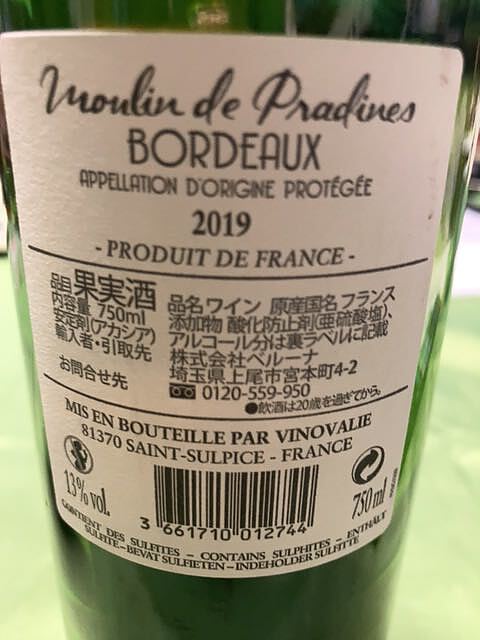 Moulin de Pradines
BORDEAUX
APPELLATION D'ORIGINE PROTÉGÉE
2019
- PRODUIT DE FRANCE -
品目 果実酒
内容量 750ml
安定剤(アカシア)
輸入者・引取先
お問合せ先
品名 ワイン 原産国名 フランス
添加物 酸化防止剤(亜硫酸塩)、
アルコール分は裏ラベルに記載
株式会社ベルーナ
埼玉県上尾市宮本町4-2
0120-559-950
●飲酒は20歳を過ぎてから。
MIS EN BOUTEILLE PAR VINOVALIE
81370 SAINT-SULPICE - FRANCE
13% vol.
3 661710 012744
750 ml
CONTIENT DES SULFITES - CONTAINS SULPHITES - ENTHÄLT
SULFITE - BEVAT SULFIETEN - INDEHOLDER SULFITTE